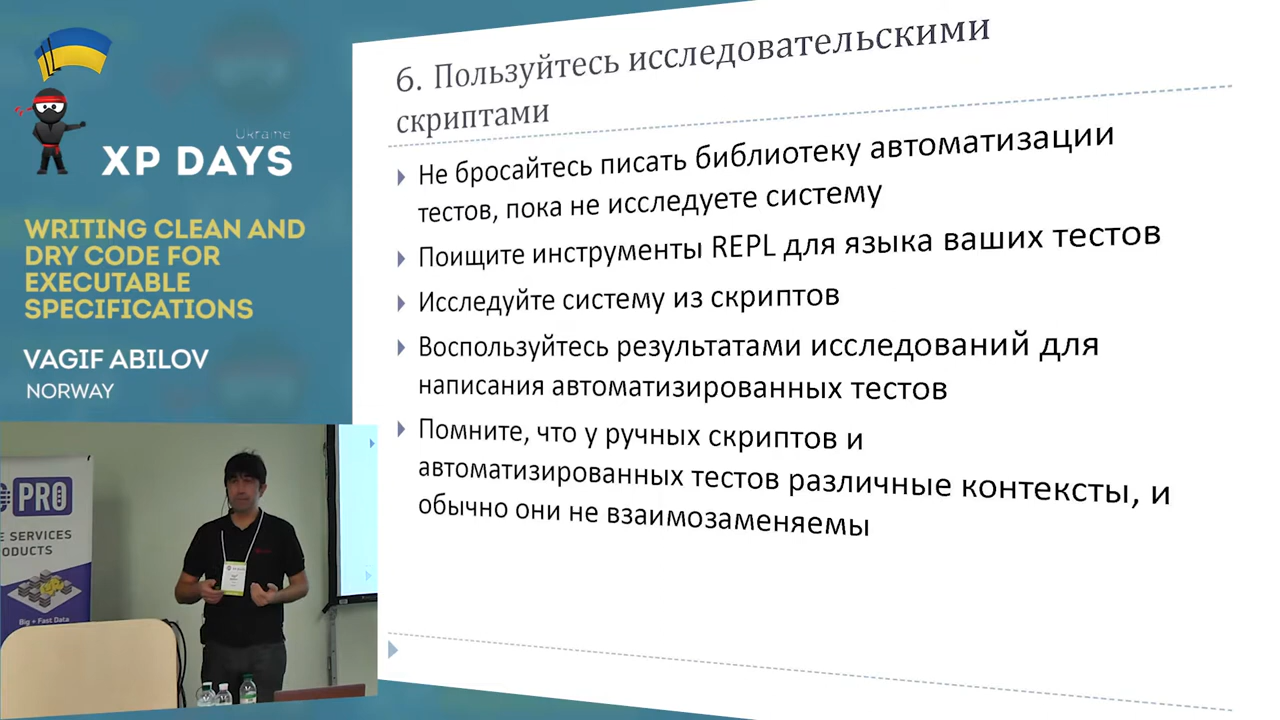 Ukraine
XP DAYS
WRITING CLEAN AND
DRY CODE FOR
EXECUTABLE
SPECIFICATIONS
VAGIF ABILOV
NORWAY
PRO
SERVICES
Big + Fast Data
6. Пользуйтесь исследовательскими
скриптами
Не бросайтесь писать библиотеку автоматизации
тестов, пока не исследуете систему
Поищите инструменты REPL для языка ваших тестов
Исследуйте систему из скриптов
Воспользуйтесь результатами исследований для
написания автоматизированных тестов
Помните, что у ручных скриптов и
автоматизированных тестов различные контексты, и
обычно они не взаимозаменяемы